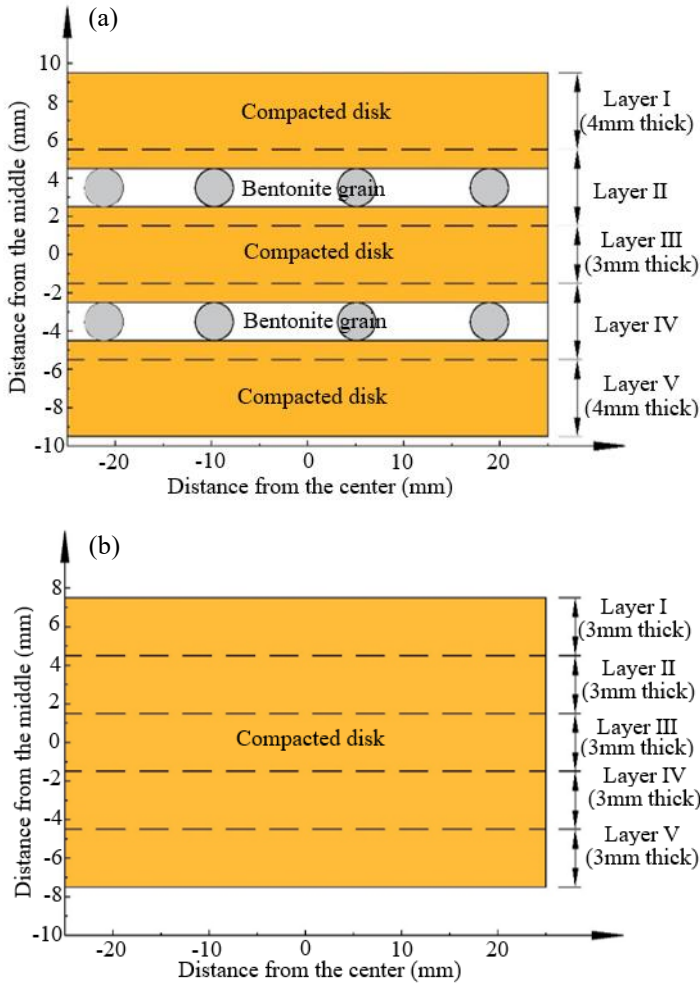 (a)
Distance from the middle (mm)
10
8
6
4
2
0
-2
-4
-6
-8
-10
Compacted disk
Bentonite grain
Compacted disk
Bentonite grain
Compacted disk
Layer I
(4mm thick)
Layer II
Layer III
(3mm thick)
Layer IV
Layer V
(4mm thick)
-20 -10 0 10 20
Distance from the center (mm)
(b)
Distance from the middle (mm)
8
6
4
2
0
-2
-4
-6
-8
-10
Compacted disk
Layer I
(3mm thick)
Layer II
(3mm thick)
Layer III
(3mm thick)
Layer IV
(3mm thick)
Layer V
(3mm thick)
-20 -10 0 10 20
Distance from the center (mm)